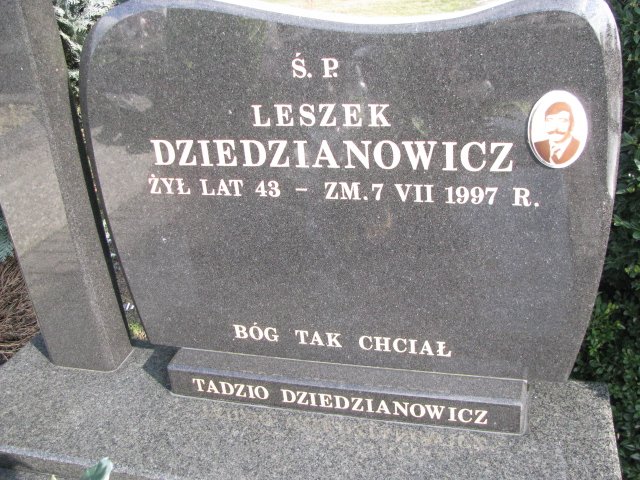 Ś. P.
LESZEK
DZIEDZIANOWICZ
ŻYŁ LAT 43 – ZM. 7 VII 1997 R.
BÓG TAK CHCIAŁ
TADZIO DZIEDZIANOWICZ